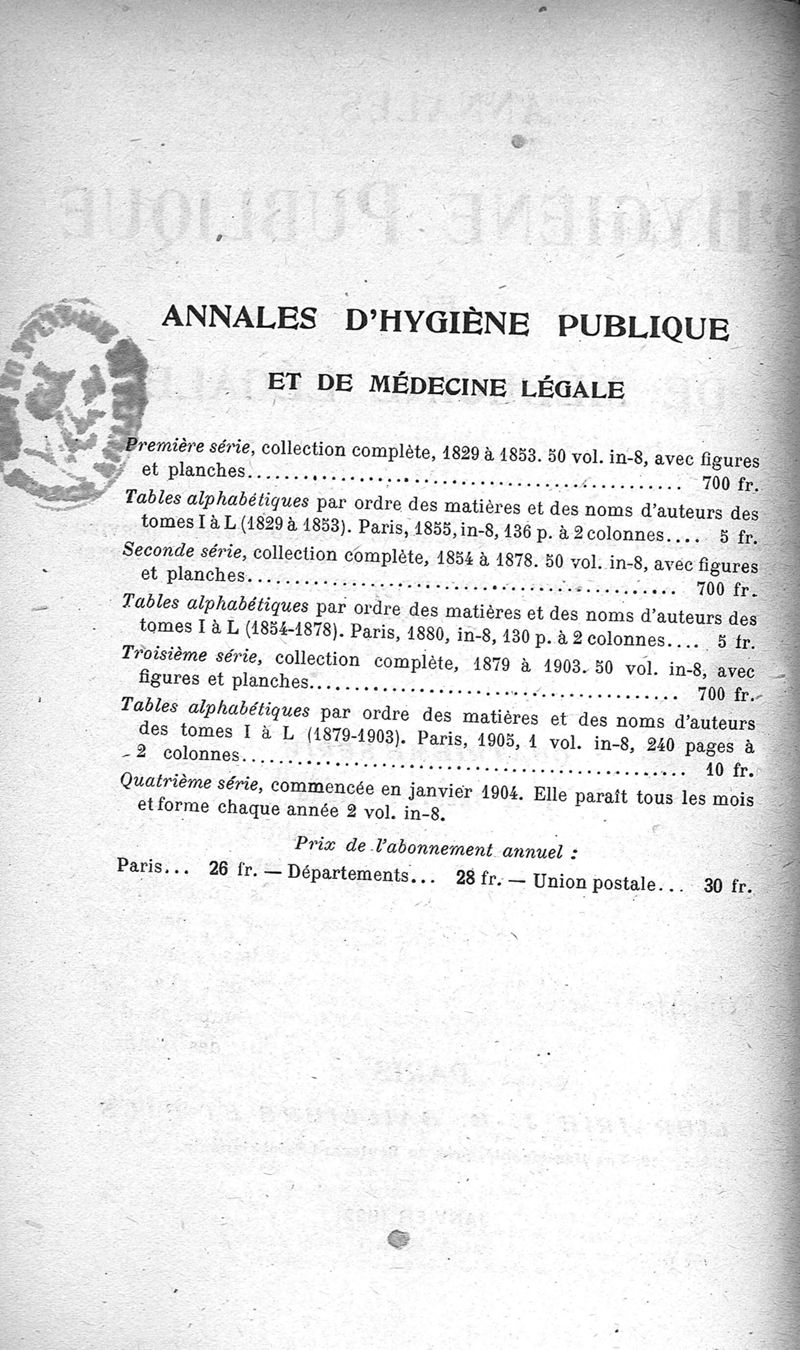 ANNALES D'HYGIÈNE PUBLIQUE
ET DE MÉDECINE LÉGALE
Première série, collection complète, 1829 à 1853. 50 vol. in-8, avec figures
et planches........................................ 700 fr.
Tables alphabétiques par ordre des matières et des noms d'auteurs des
tomes I à L (1829 à 1853). Paris, 1855, in-8, 136 p. à 2 colonnes.... 5 fr.
Seconde série, collection complète, 1854 à 1878. 50 vol. in-8, avec figures
et planches........................................ 700 fr.
Tables alphabétiques par ordre des matières et des noms d'auteurs des
tomes I à L (1854-1878). Paris, 1880, in-8, 130 p. à 2 colonnes.... 5 fr.
Troisième série, collection complète, 1879 à 1903. 50 vol. in-8, avec
figures et planches........................................ 700 fr.
Tables alphabétiques par ordre des matières et des noms d'auteurs
des tomes I à L (1879-1903). Paris, 1905, 1 vol. in-8, 240 pages à
2 colonnes........................................ 10 fr.
Quatrième série, commencée en janvier 1904. Elle paraît tous les mois
et forme chaque année 2 vol. in-8.
Prix de l'abonnement annuel :
Paris... 26 fr. — Départements... 28 fr. — Union postale... 30 fr.